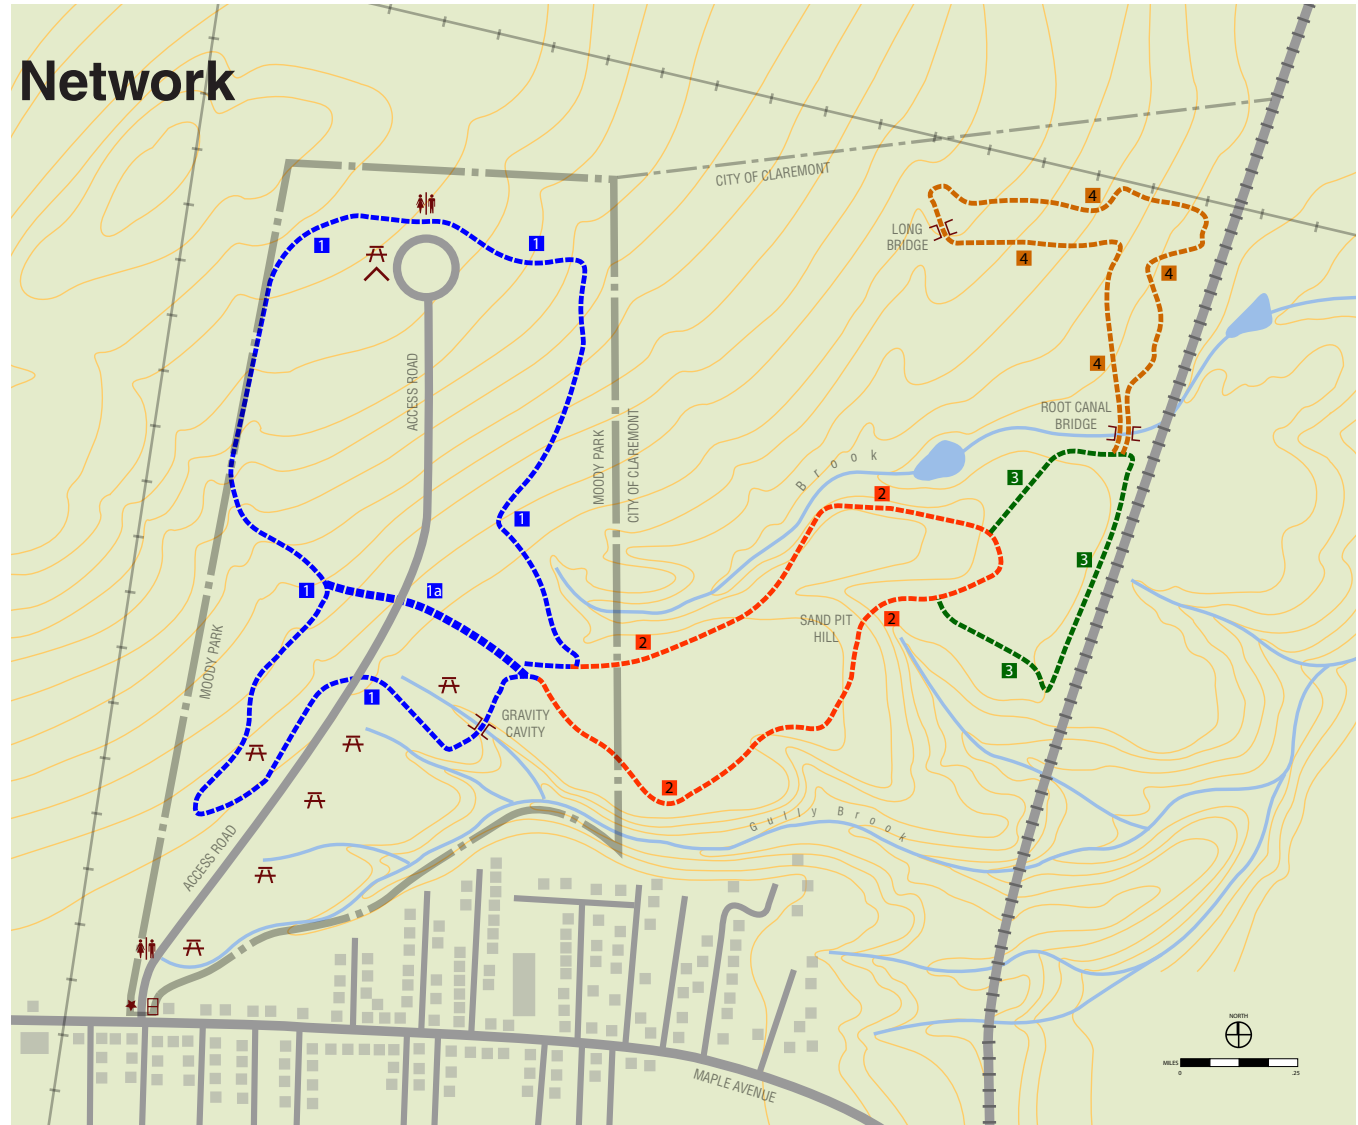 Network
CITY OF CLAREMONT
4
1
1
LONG
BRIDGE
4
4
ACCESS ROAD
4
ROOT CANAL
BRIDGE
MOODY PARK
CITY OF CLAREMONT
Brook
3
2
1
3
1
1a
SAND PIT
HILL
2
2
MOODY PARK
3
1
GRAVITY
CAVITY
2
Gully Brook
ACCESS ROAD
NORTH
MILES
0
.25
MAPLE AVENUE